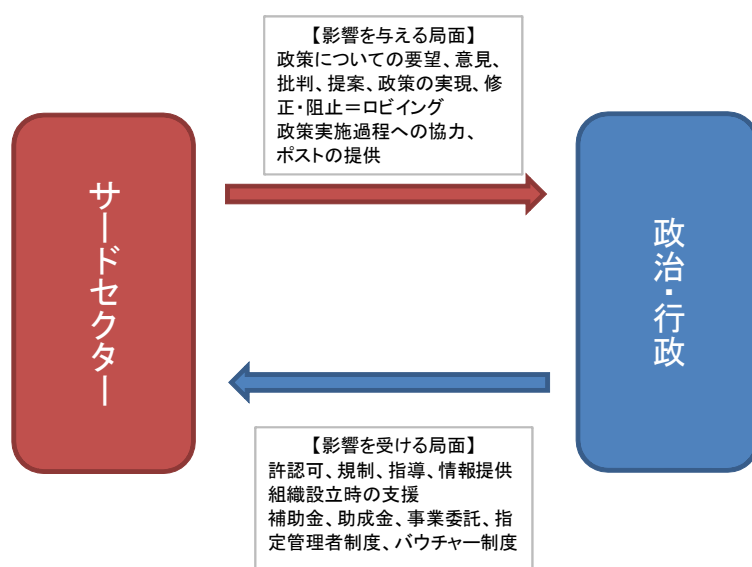 【影響を与える局面】
政策についての要望、意見、
批判、提案、政策の実現、修
正・阻止＝ロビイング
政策実施過程への協力、
ポストの提供
サードセクター
政治・行政
【影響を受ける局面】
許認可、規制、指導、情報提供
組織設立時の支援
補助金、助成金、事業委託、指
定管理者制度、バウチャー制度